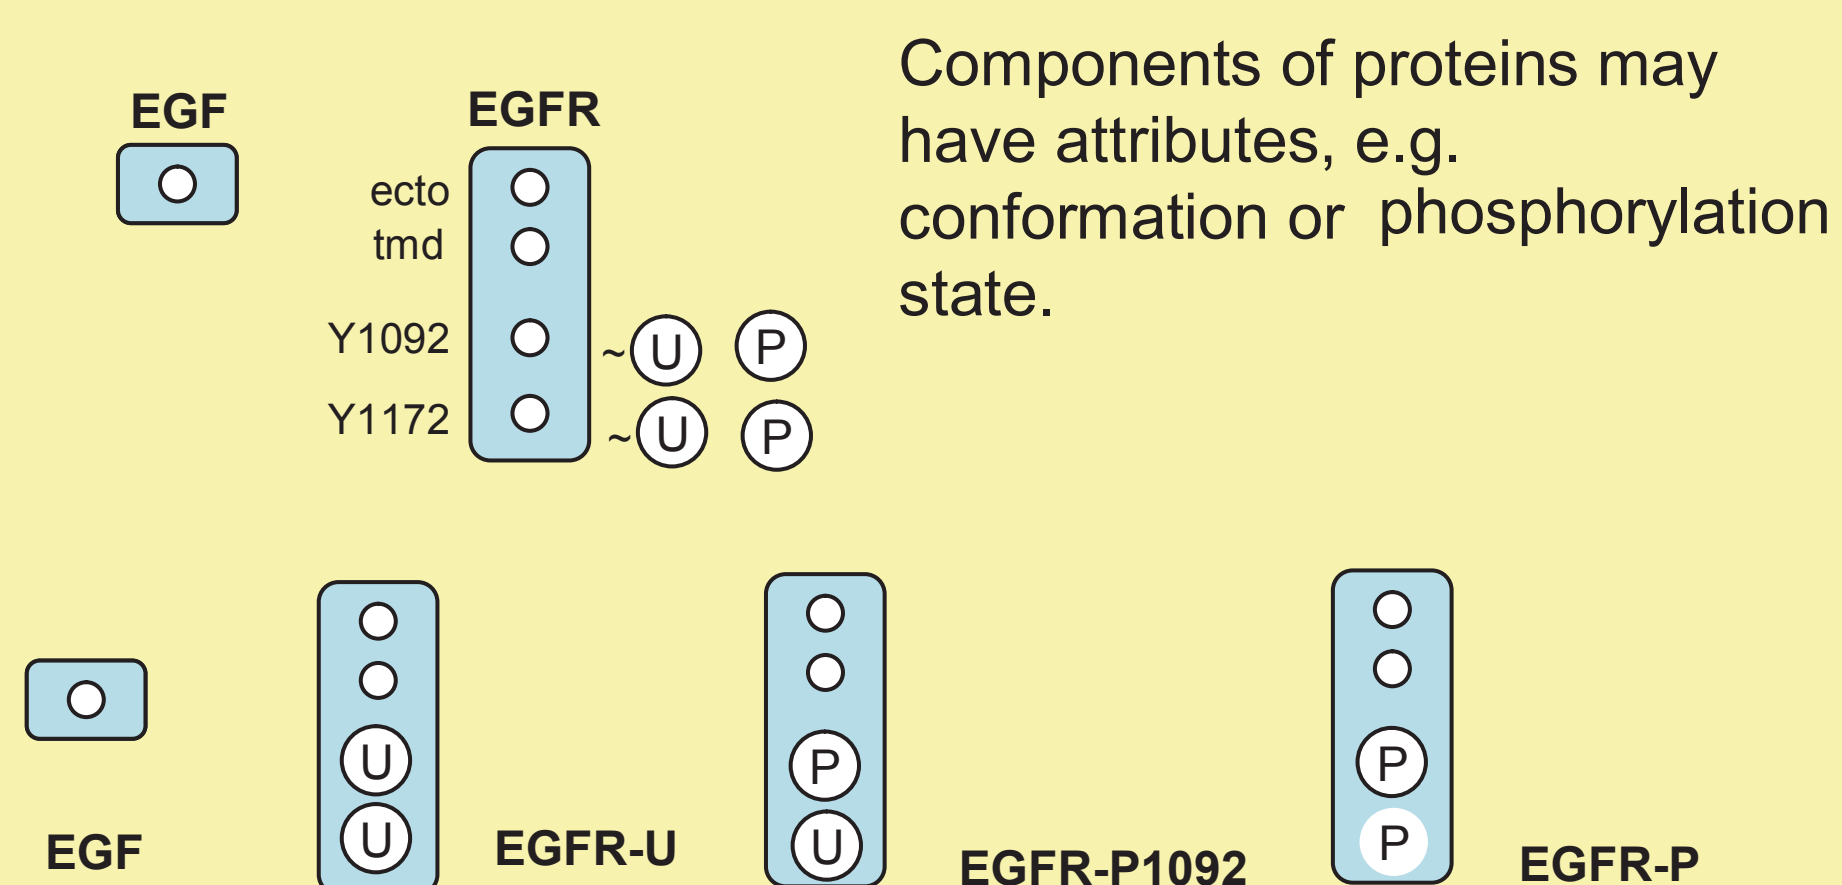 Components of proteins may
have attributes, e.g.
conformation or phosphorylation
state.
EGF
EGFR
ecto
tmd
Y1092 ~U P
Y1172 ~U P
U
U
P
U
P
P
EGF
EGFR-U
EGFR-P1092
EGFR-P